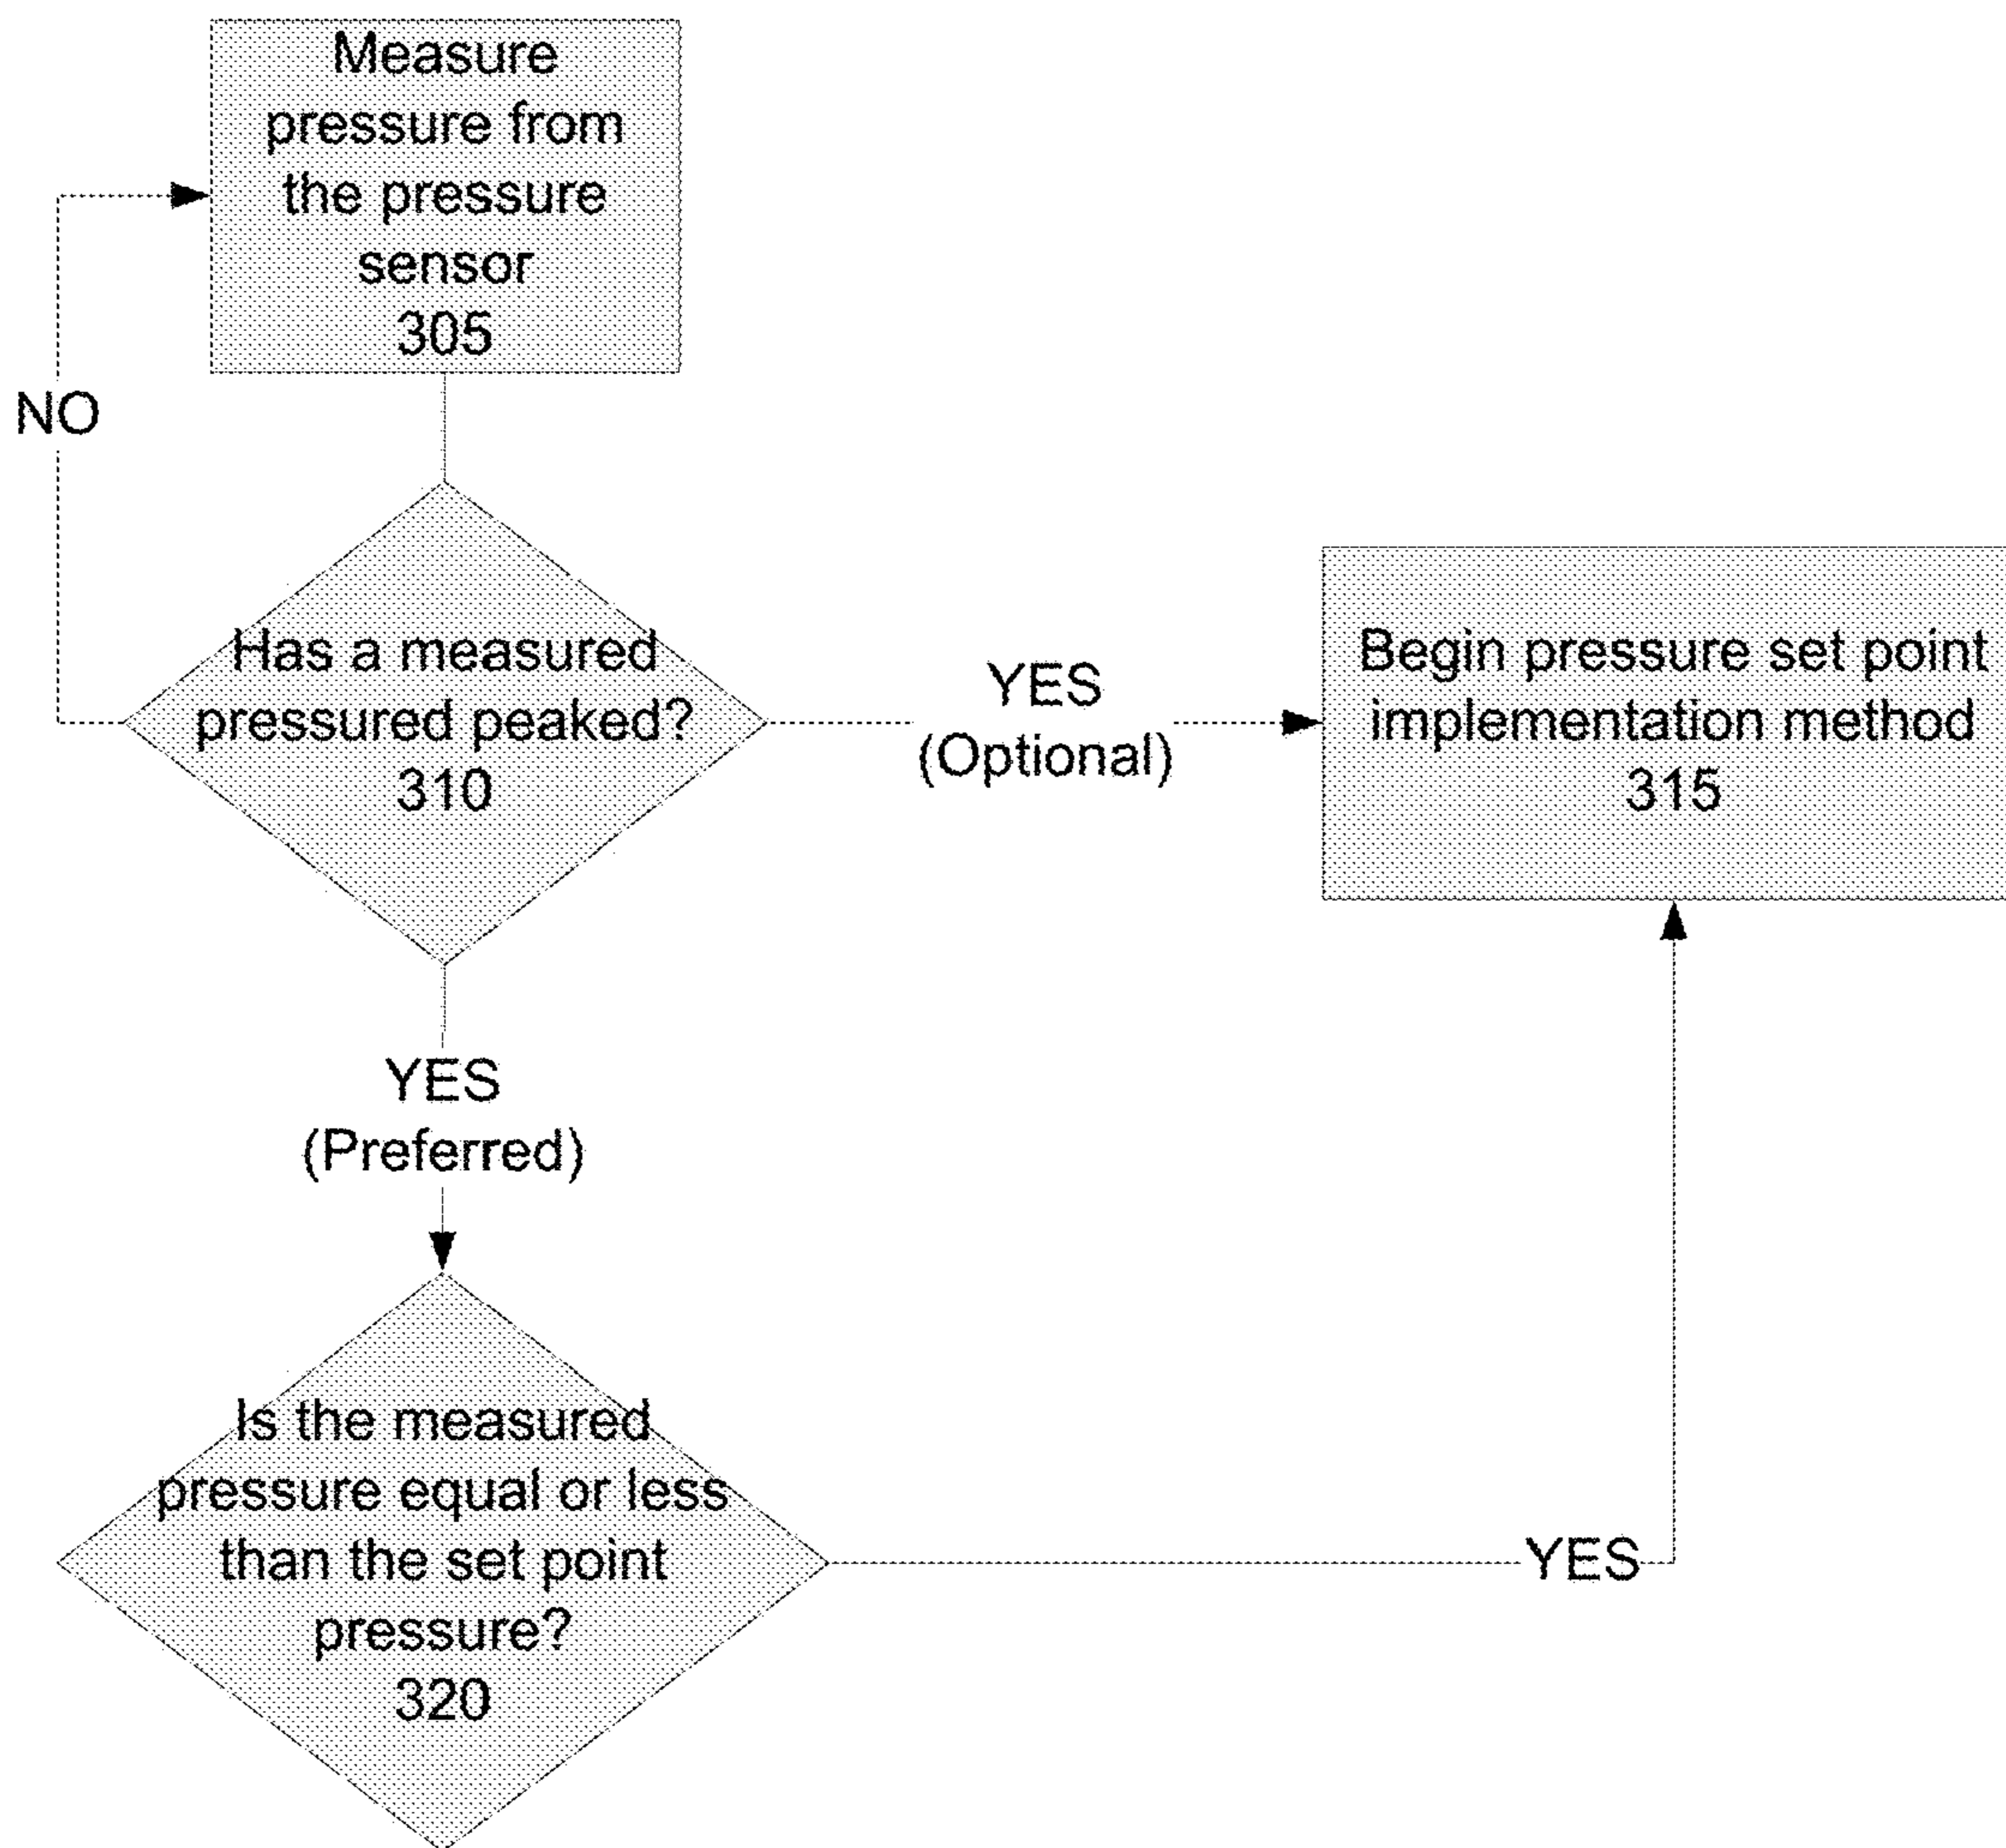 Measure
pressure from
the pressure
sensor
305
NO
Has a measured
pressured peaked?
310
YES
(Optional)
Begin pressure set point
implementation method
315
YES
(Preferred)
Is the measured
pressure equal or less
than the set point
pressure?
320
YES